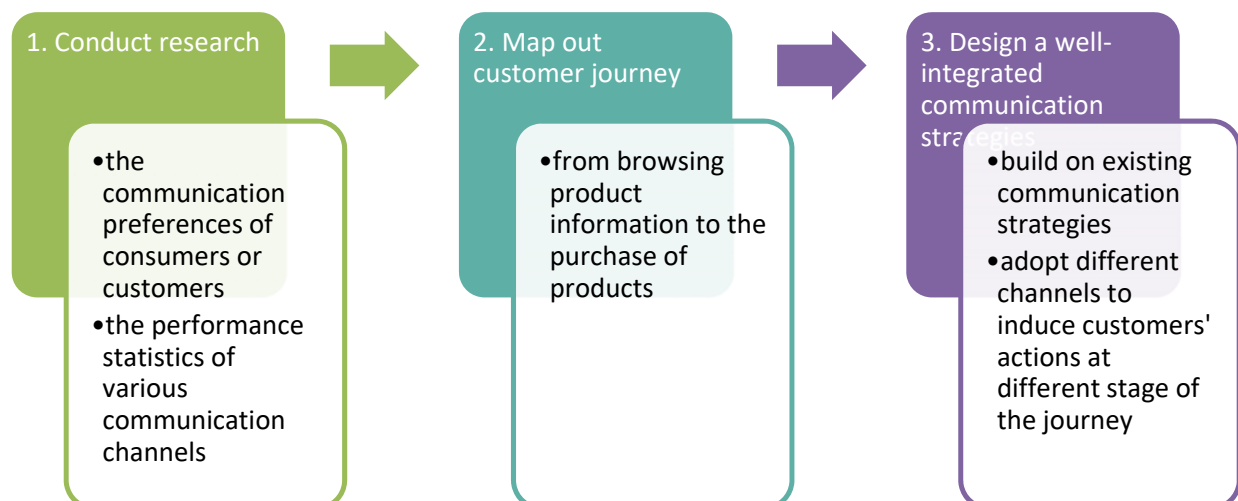 1. Conduct research
•the
communication
preferences of
consumers or
customers
•the performance
statistics of
various
communication
channels
2. Map out
customer journey
•from browsing
product
information to the
purchase of
products
3. Design a well-
integrated
communication
strategies
•build on existing
communication
strategies
•adopt different
channels to
induce customers'
actions at
different stage of
the journey